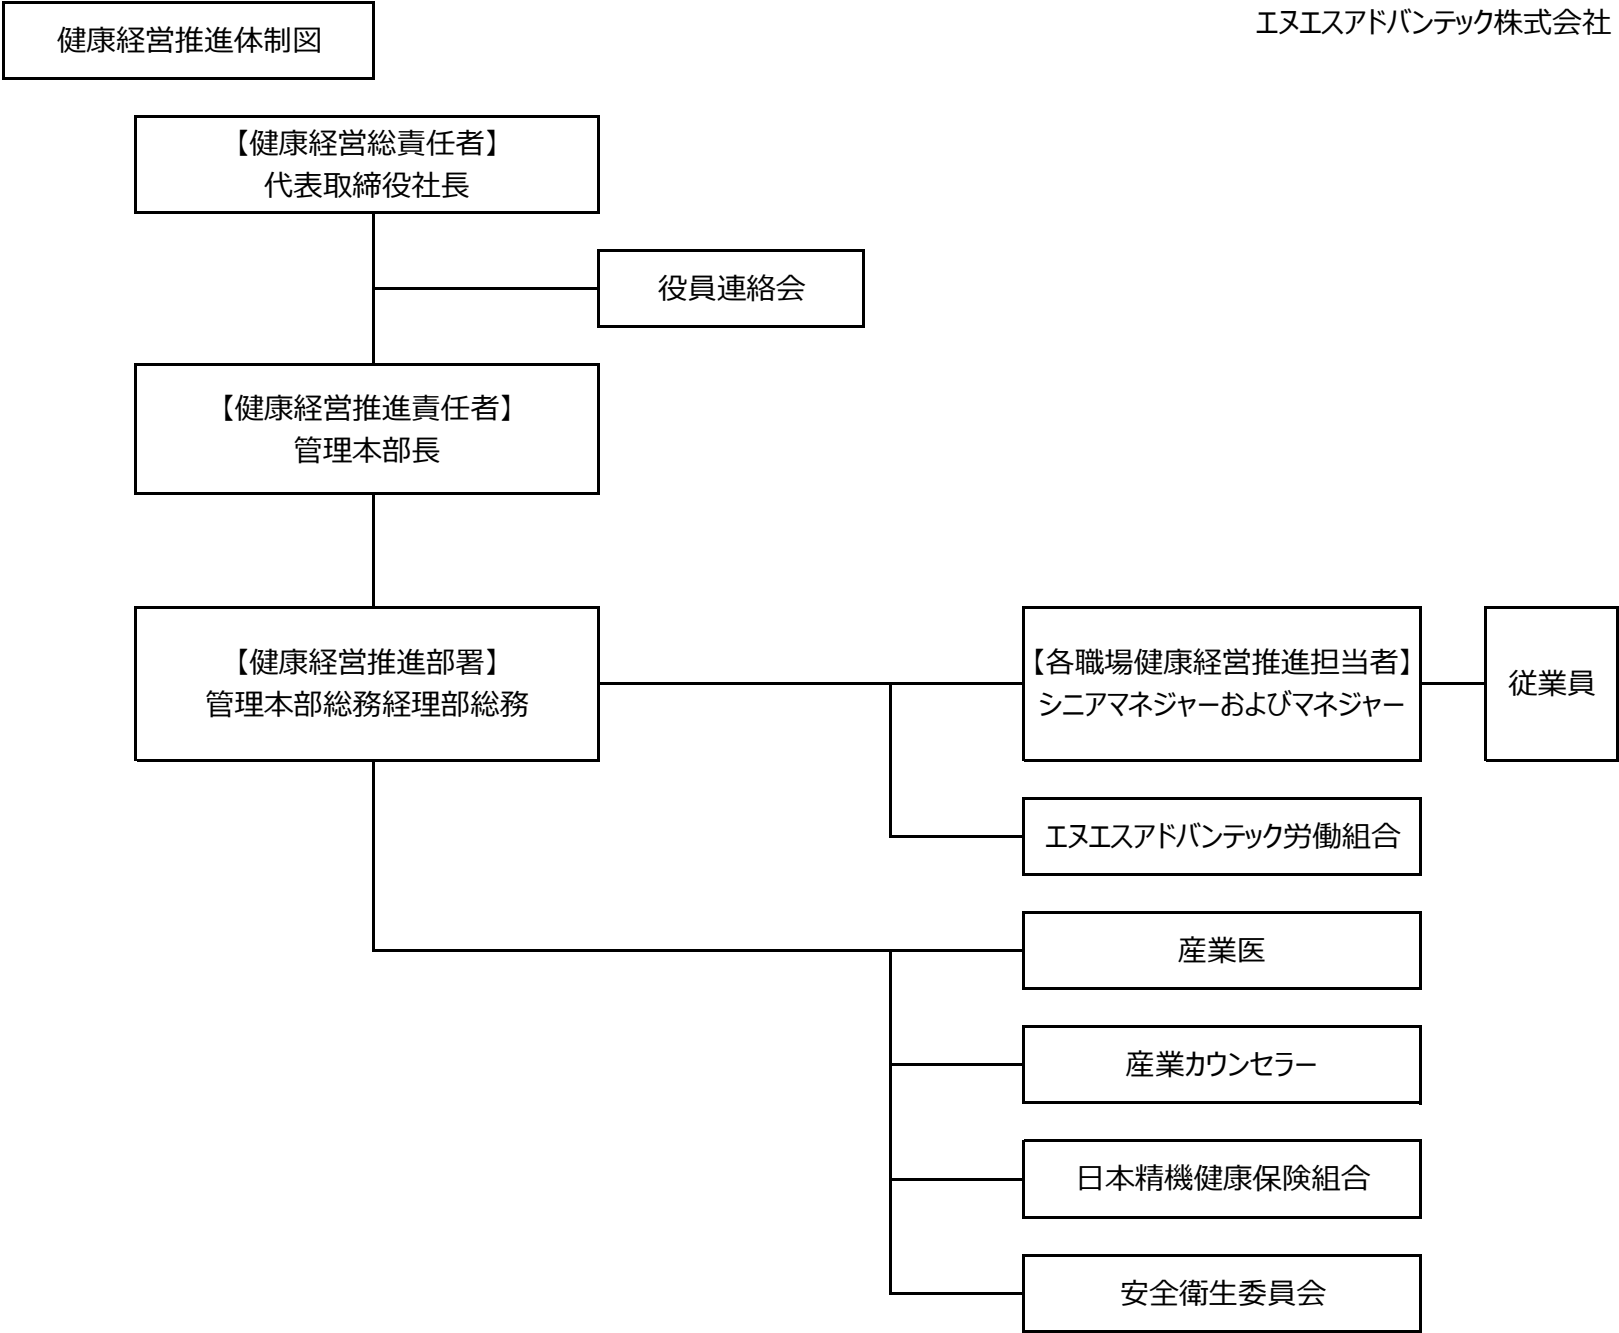 健康経営推進体制図
エヌエスアドバンテック株式会社
【健康経営総責任者】
代表取締役社長
役員連絡会
【健康経営推進責任者】
管理本部長
【健康経営推進部署】
管理本部総務経理部総務
【各職場健康経営推進担当者】
シニアマネジャーおよびマネジャー
従業員
エヌエスアドバンテック労働組合
産業医
産業カウンセラー
日本精機健康保険組合
安全衛生委員会